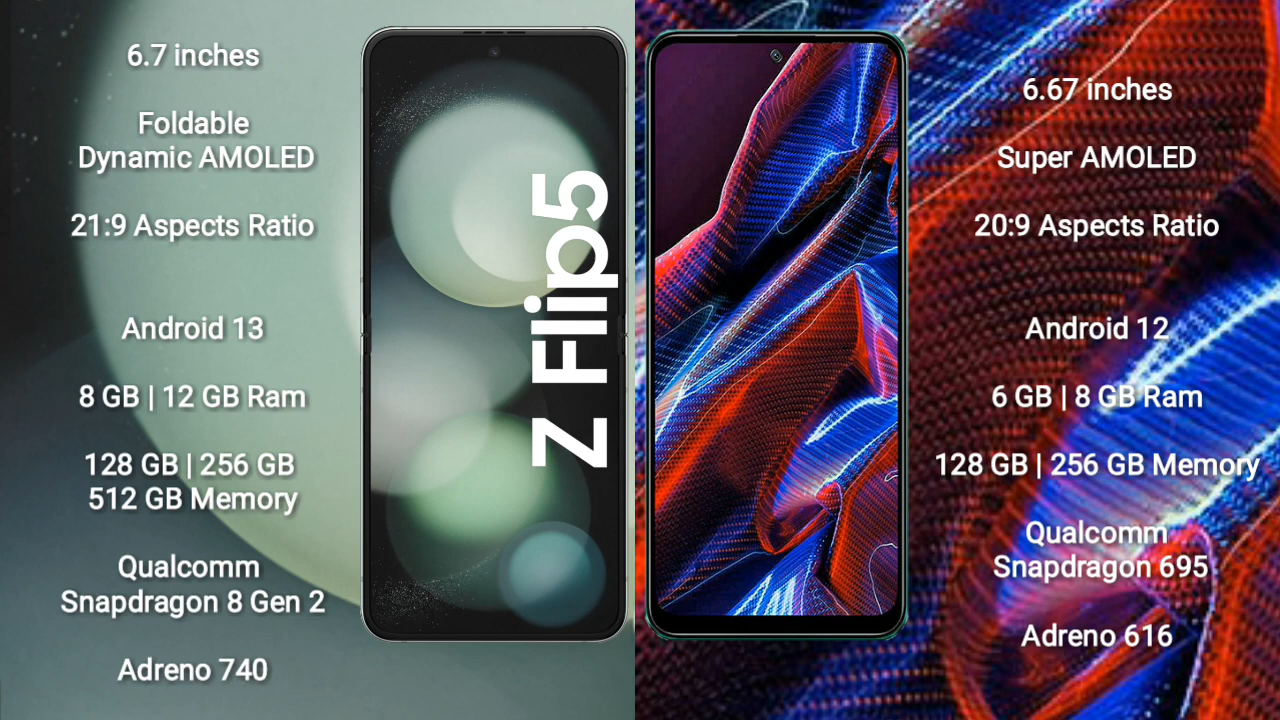 6.7 inches
Foldable
Dynamic AMOLED
21:9 Aspects Ratio
Android 13
8 GB | 12 GB Ram
128 GB | 256 GB
512 GB Memory
Qualcomm
Snapdragon 8 Gen 2
Adreno 740
Z Flip5
6.67 inches
Super AMOLED
20:9 Aspects Ratio
Android 12
6 GB | 8 GB Ram
128 GB | 256 GB Memory
Qualcomm
Snapdragon 695
Adreno 616